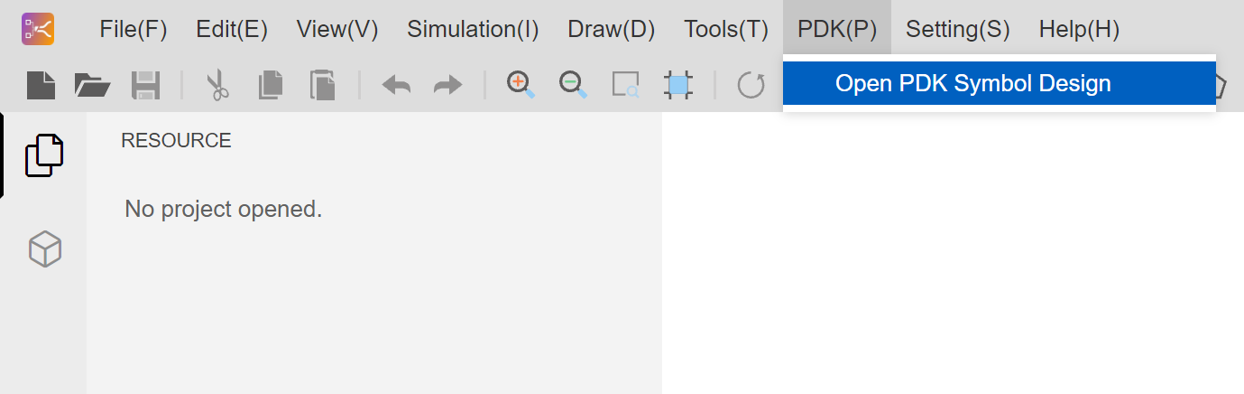 File(F) Edit(E) View(V) Simulation(I) Draw(D) Tools(T) PDK(P) Setting(S) Help(H)
Open PDK Symbol Design
RESOURCE
No project opened.